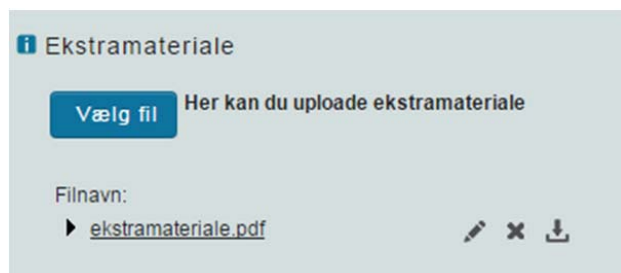 Ekstramateriale
Vælg fil
Her kan du uploade ekstramateriale
Filnavn:
ekstramateriale.pdf